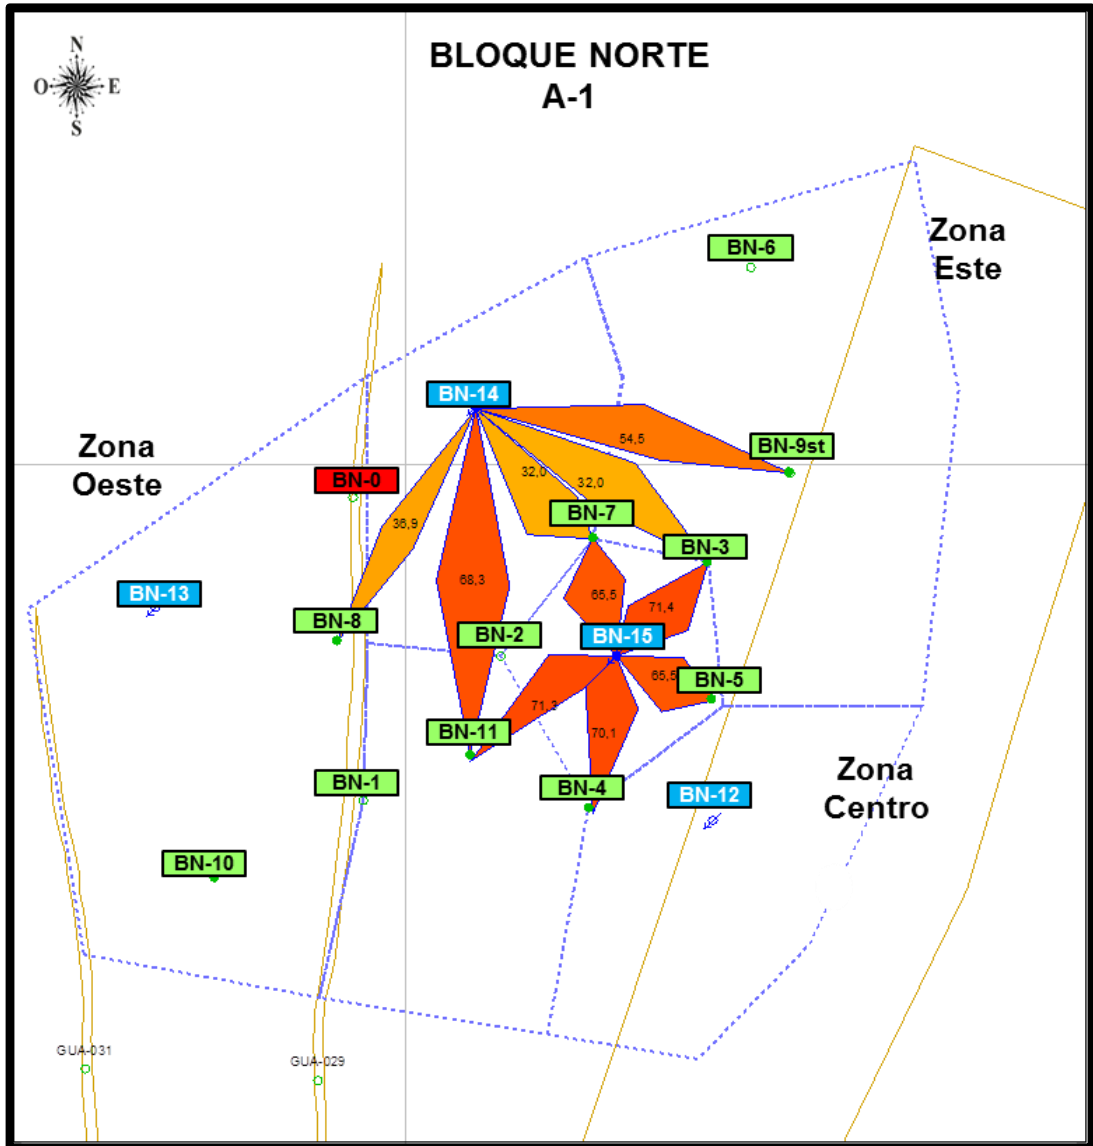 BLOQUE NORTE
A-1
N
O
E
S
Zona
Este
BN-6
BN-14
Zona
Oeste
BN-9st
54,5
BN-0
32,0
32,0
36,9
BN-7
BN-3
BN-13
68,3
65,5
71,4
BN-8
BN-2
BN-15
65,5
BN-5
71,3
70,1
BN-11
BN-1
BN-4
BN-12
Zona
Centro
BN-10
GUA-031
GUA-029